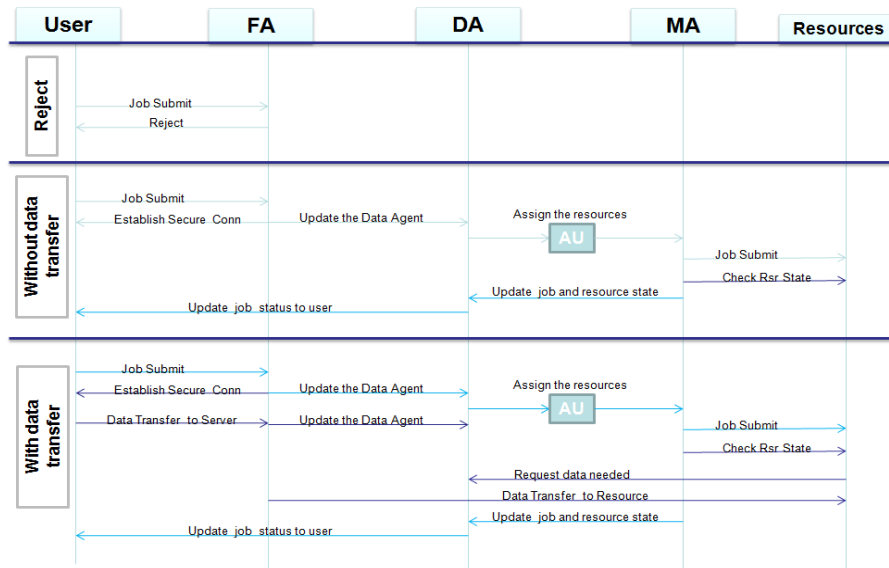 User FA DA MA Resources
Reject
Job Submit
Reject
Without data transfer
Job Submit
Establish Secure Conn
Update the Data Agent
Assign the resources
AU
Job Submit
Check Rsr State
Update job and resource state
Update job status to user
With data transfer
Job Submit
Establish Secure Conn
Update the Data Agent
Assign the resources
AU
Data Transfer to Server
Update the Data Agent
Job Submit
Check Rsr State
Request data needed
Data Transfer to Resource
Update job and resource state
Update job status to user